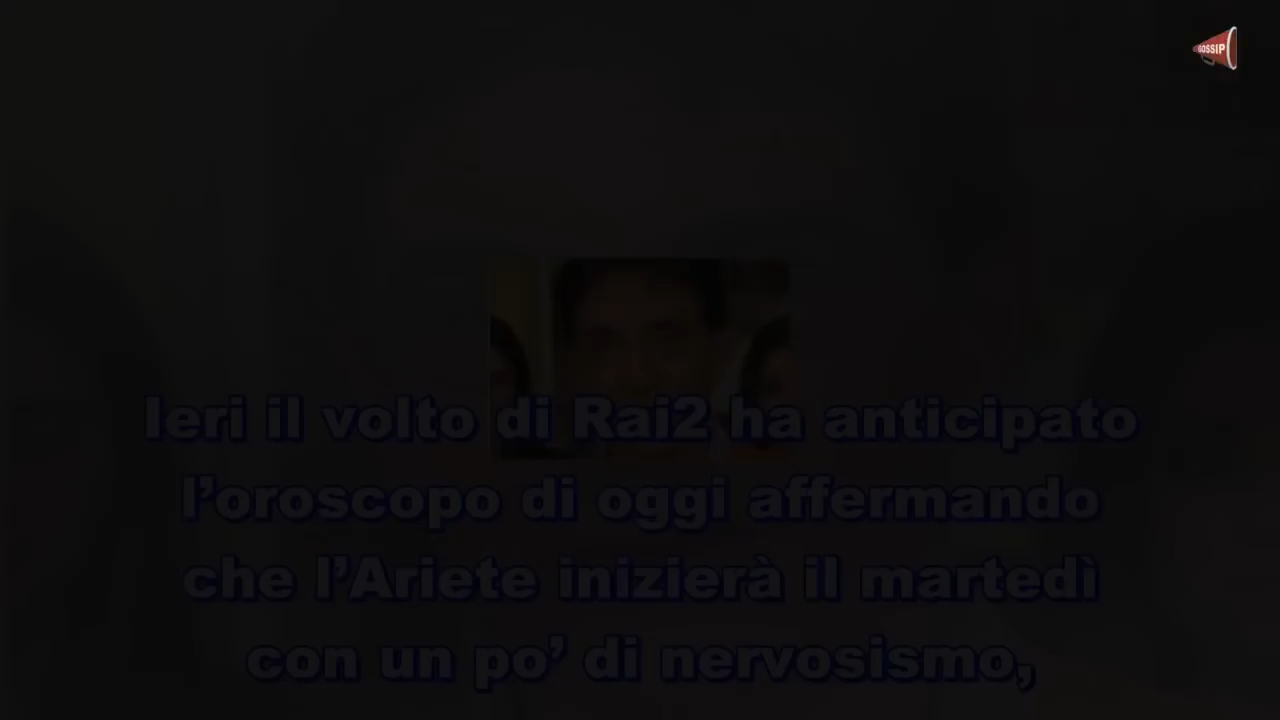 GOSSIP
Ieri il volto di Rai2 ha anticipato
l’oroscopo di oggi affermando
che l’Ariete inizierà il martedì
con un po’ di nervosismo,